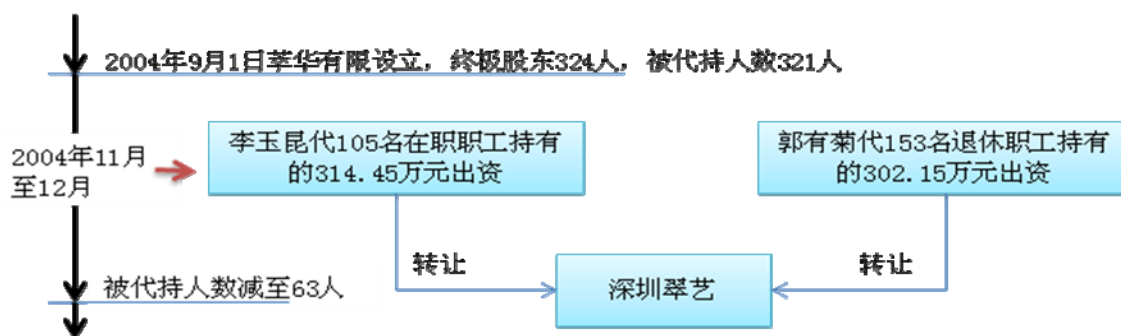 2004年9月1日萃华有限设立，终极股东324人，被代持人数321人
2004年11月
至12月
李玉昆代105名在职职工持有
的314.45万元出资
郭有菊代153名退休职工持有
的302.15万元出资
转让
转让
深圳翠艺
被代持人数减至63人